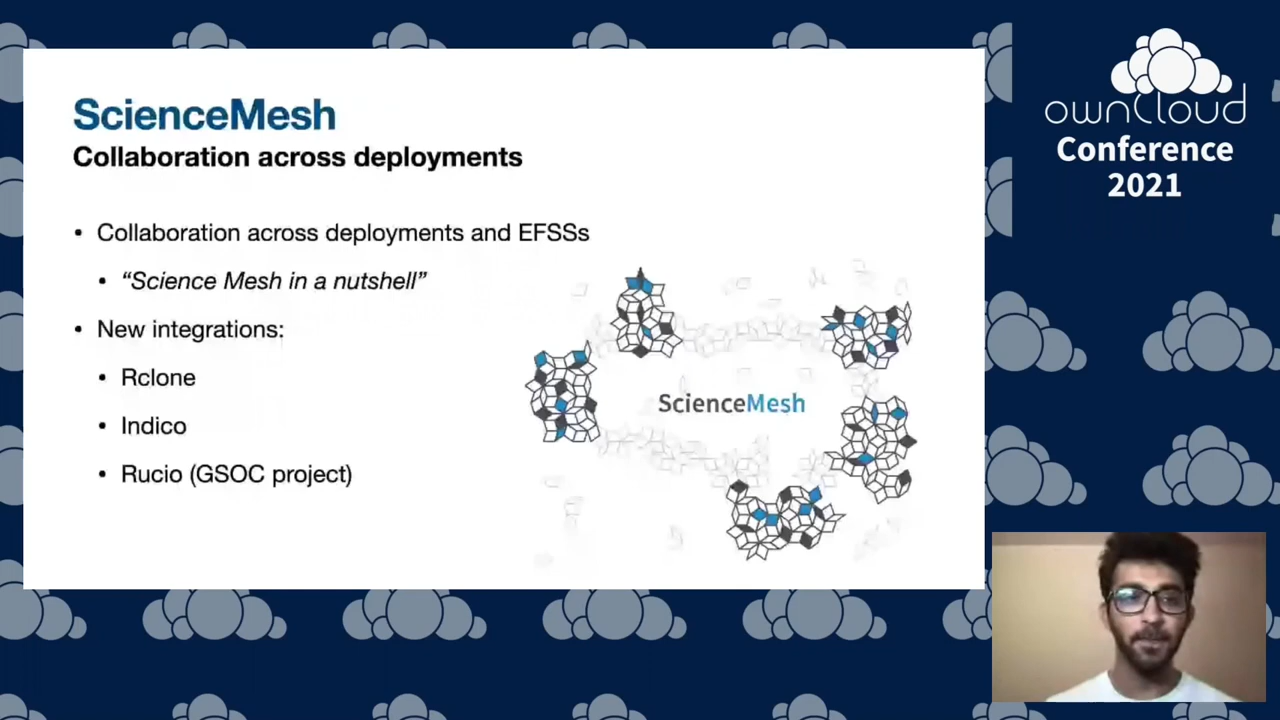 ScienceMesh
Collaboration across deployments
• Collaboration across deployments and EFSSs
• “Science Mesh in a nutshell”
• New integrations:
• Rclone
• Indico
• Rucio (GSOC project)
ScienceMesh
ownCloud
Conference
2021